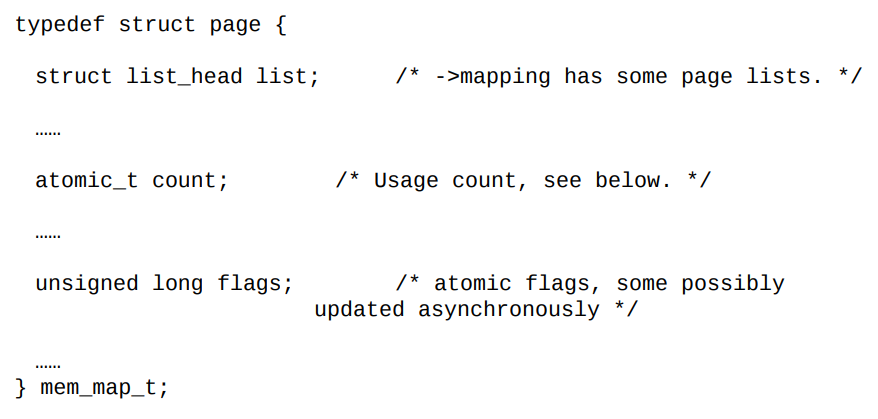 typedef struct page {
struct list_head list; /* ->mapping has some page lists. */
……
atomic_t count; /* Usage count, see below. */
……
unsigned long flags; /* atomic flags, some possibly
updated asynchronously */
……
} mem_map_t;